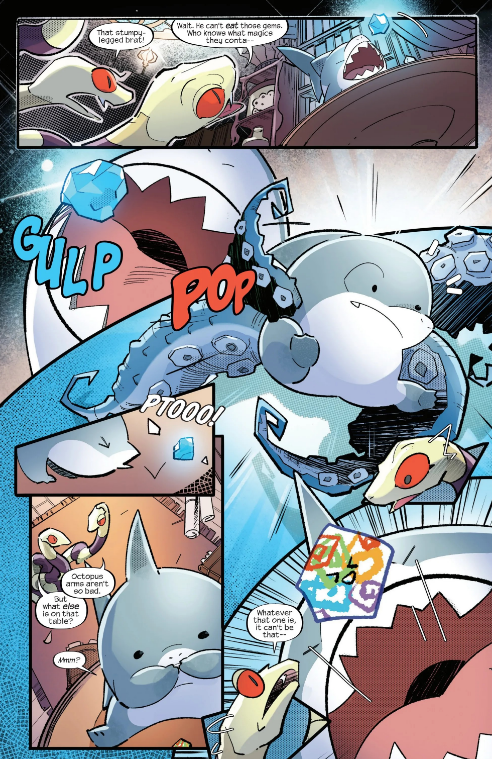 That stumpy-
legged brat!
Wait. He can't eat those gems.
Who knows what magics
they conta--
GULP
POP
PTOOO!
Octopus
arms aren't
so bad.
But
what else
is on that
table?
Mmm?
Whatever
that one is,
it can't be
that--